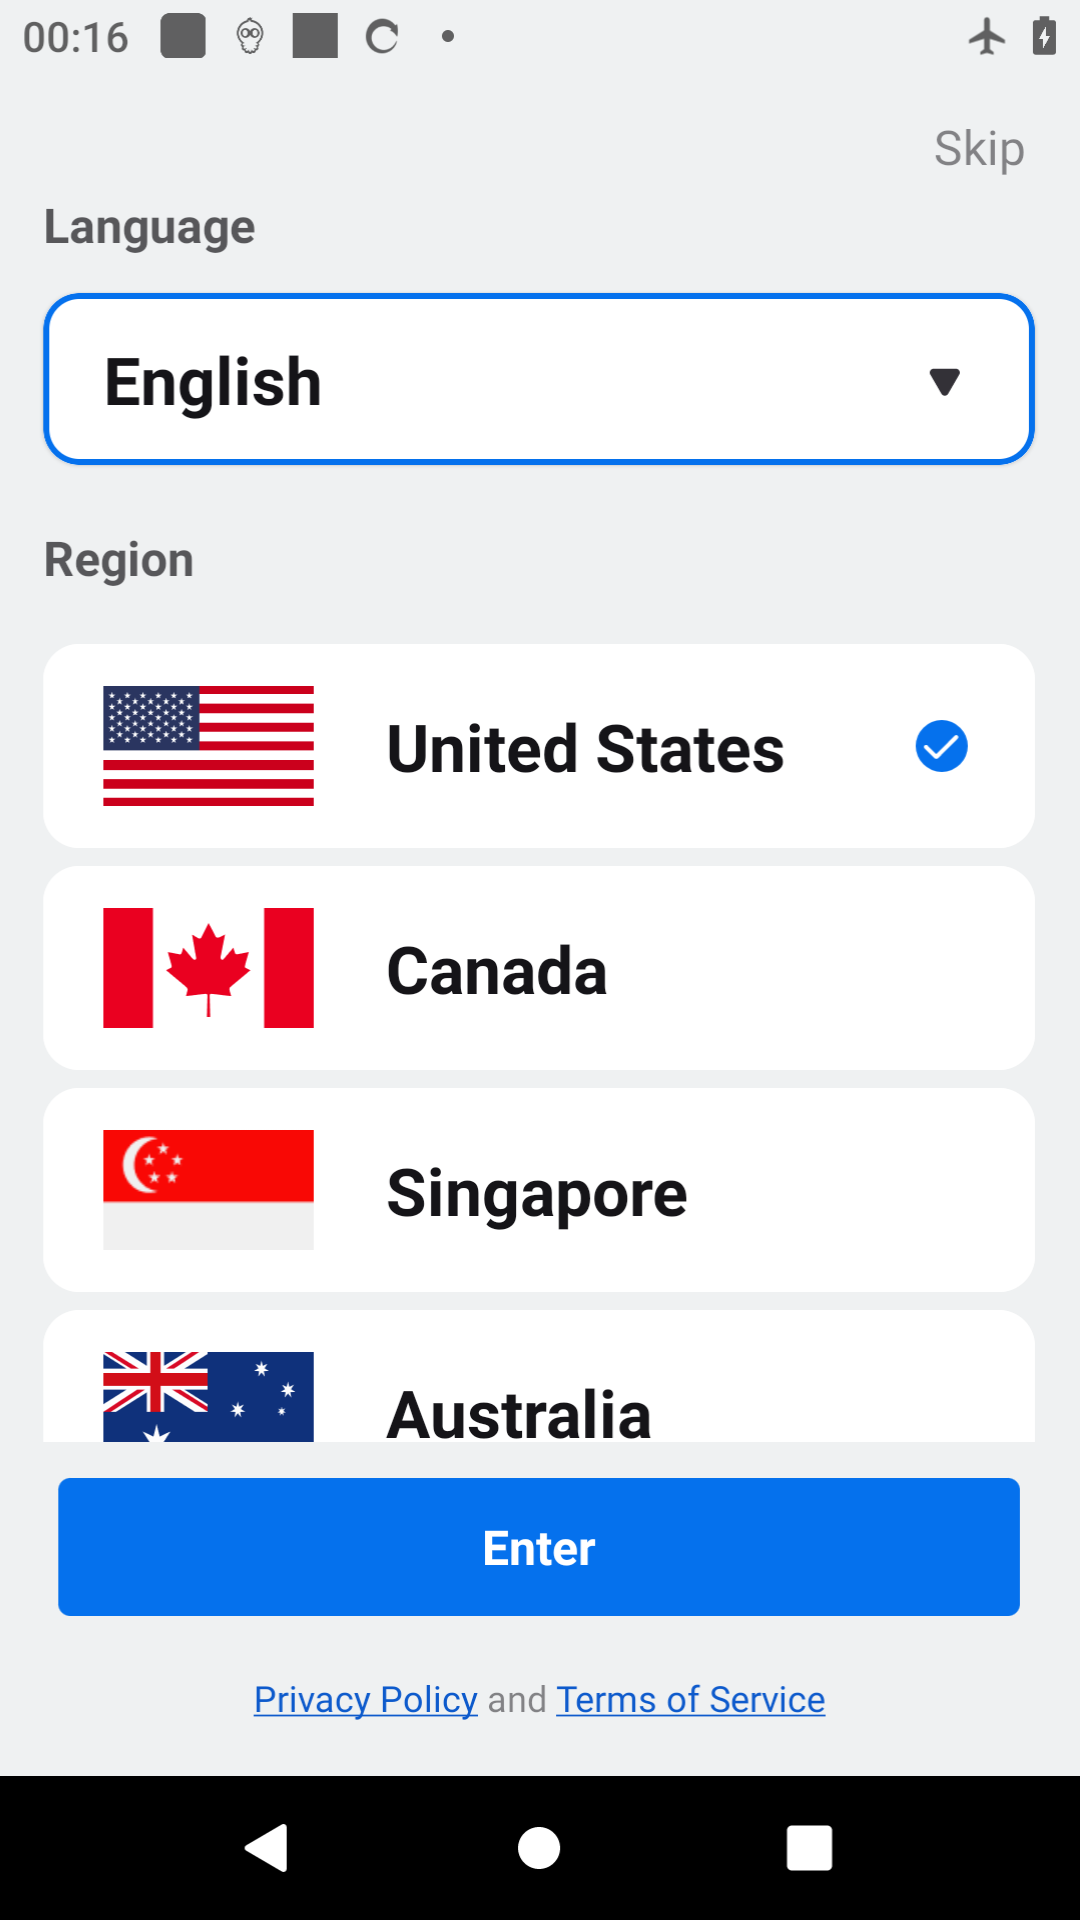 00:16
Skip
Language
English
Region
United States
Canada
Singapore
Australia
Enter
Privacy Policy and Terms of Service